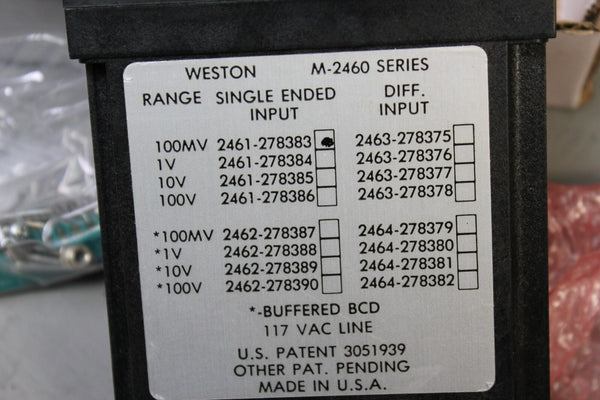 WESTON M-2460 SERIES
RANGE SINGLE ENDED INPUT DIFF. INPUT
100MV 2461-278383 2463-278375
1V 2461-278384 2463-278376
10V 2461-278385 2463-278377
100V 2461-278386 2463-278378
*100MV 2462-278387 2464-278379
*1V 2462-278388 2464-278380
*10V 2462-278389 2464-278381
*100V 2462-278390 2464-278382
*-BUFFERED BCD
117 VAC LINE
U.S. PATENT 3051939
OTHER PAT. PENDING
MADE IN U.S.A.